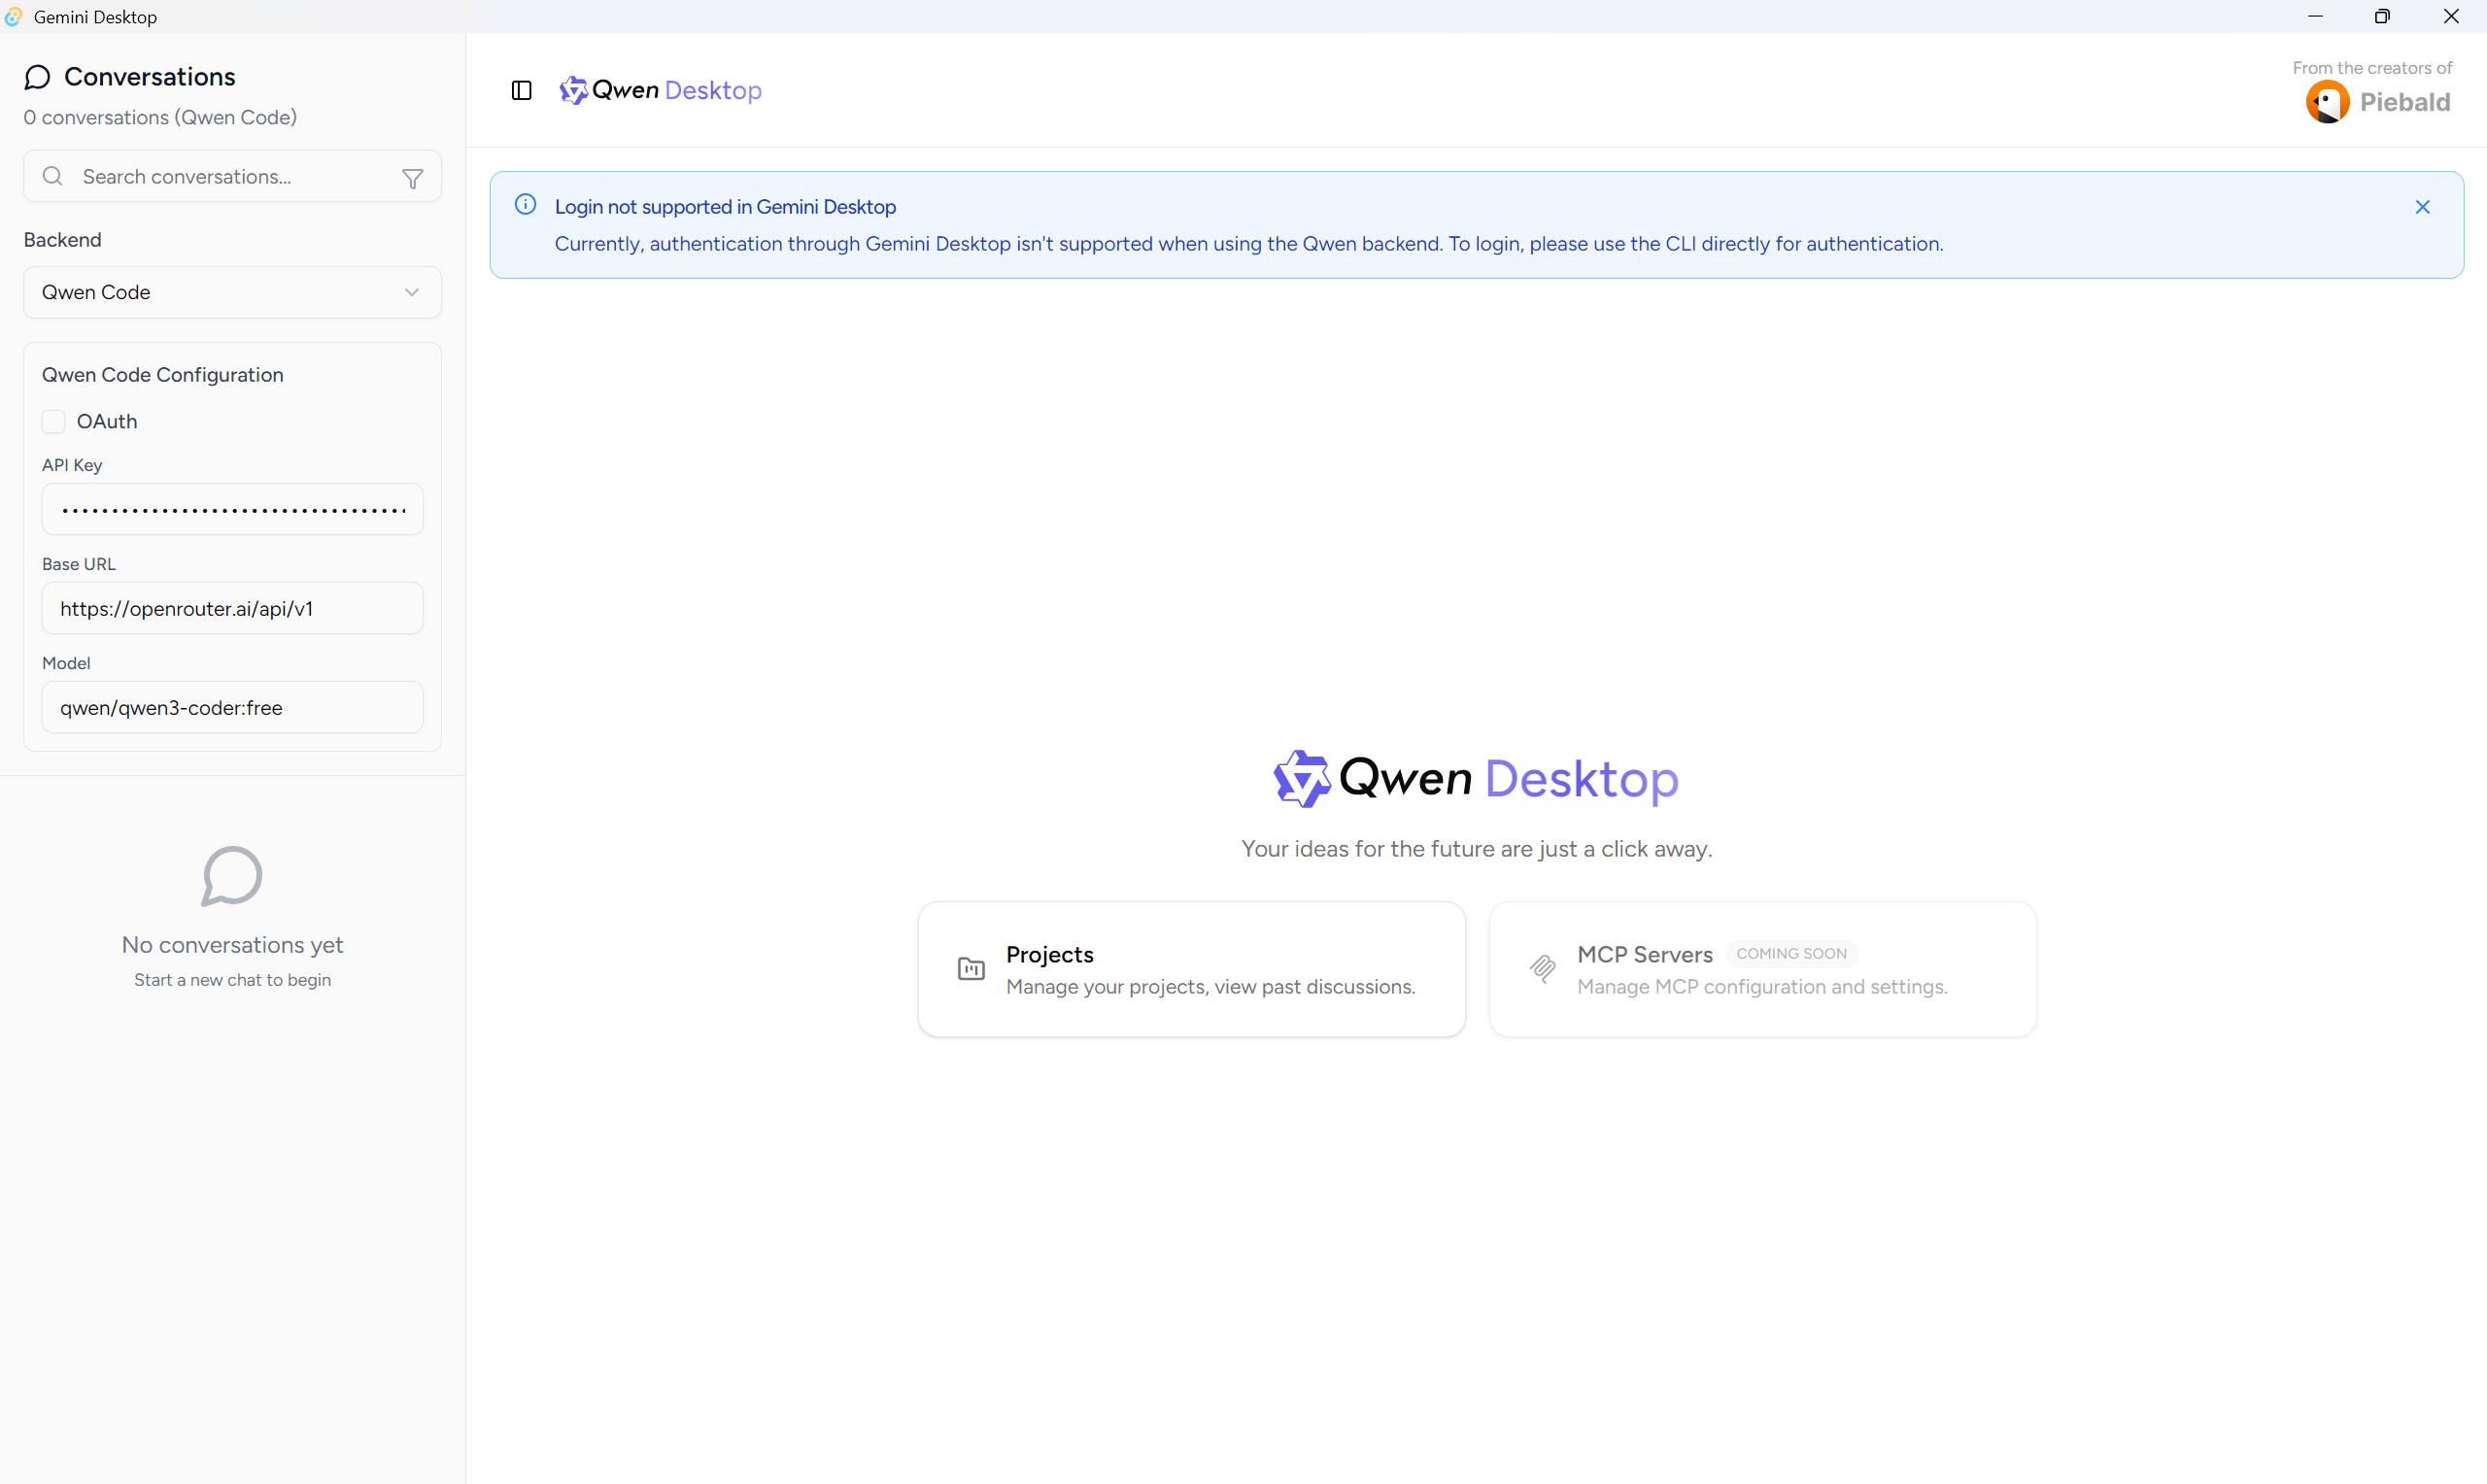 Gemini Desktop
Conversations
0 conversations (Qwen Code)
Search conversations...
Backend
Qwen Code
Qwen Code Configuration
OAuth
API Key
••••••••••••••••••••••••••••••••••
Base URL
https://openrouter.ai/api/v1
Model
qwen/qwen3-coder:free
No conversations yet
Start a new chat to begin
Qwen Desktop
From the creators of
Piebald
Login not supported in Gemini Desktop
Currently, authentication through Gemini Desktop isn't supported when using the Qwen backend. To login, please use the CLI directly for authentication.
Qwen Desktop
Your ideas for the future are just a click away.
Projects
Manage your projects, view past discussions.
MCP Servers COMING SOON
Manage MCP configuration and settings.